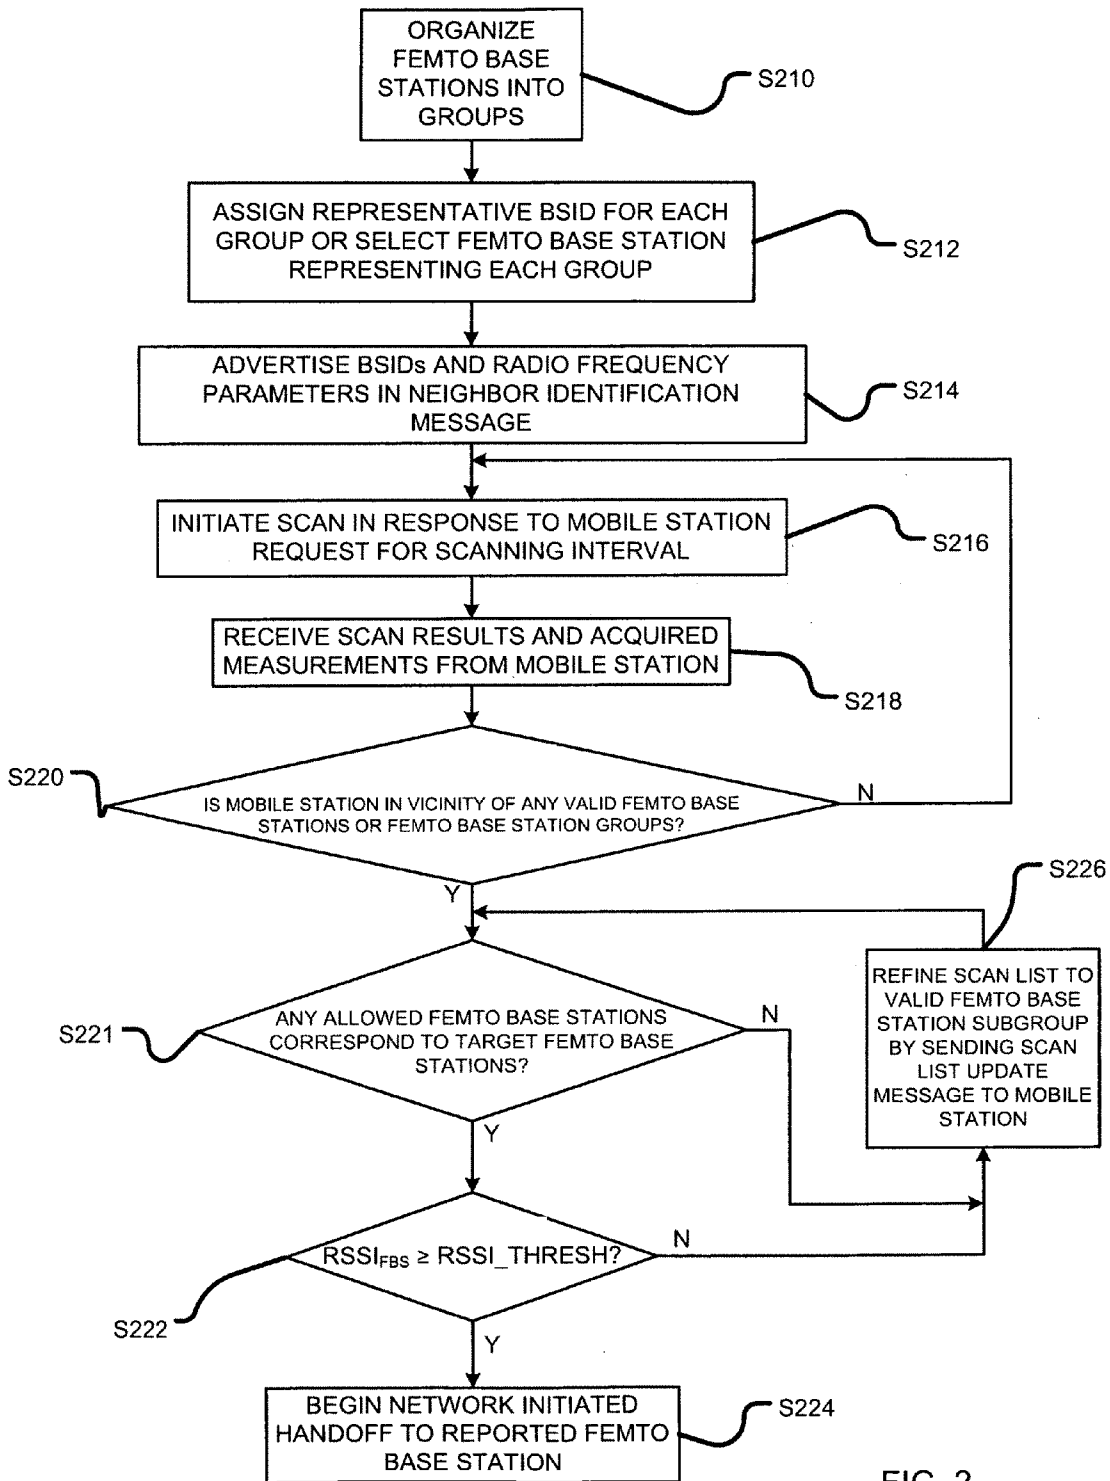 ORGANIZE
FEMTO BASE
STATIONS INTO
GROUPS
S210
ASSIGN REPRESENTATIVE BSID FOR EACH
GROUP OR SELECT FEMTO BASE STATION
REPRESENTING EACH GROUP
S212
ADVERTISE BSIDs AND RADIO FREQUENCY
PARAMETERS IN NEIGHBOR IDENTIFICATION
MESSAGE
S214
INITIATE SCAN IN RESPONSE TO MOBILE STATION
REQUEST FOR SCANNING INTERVAL
S216
RECEIVE SCAN RESULTS AND ACQUIRED
MEASUREMENTS FROM MOBILE STATION
S218
S220
IS MOBILE STATION IN VICINITY OF ANY VALID FEMTO BASE
STATIONS OR FEMTO BASE STATION GROUPS?
N
Y
S226
REFINE SCAN LIST TO
VALID FEMTO BASE
STATION SUBGROUP
BY SENDING SCAN
LIST UPDATE
MESSAGE TO MOBILE
STATION
S221
ANY ALLOWED FEMTO BASE STATIONS
CORRESPOND TO TARGET FEMTO BASE
STATIONS?
N
Y
RSSIFBS ≥ RSSI_THRESH?
N
S222
Y
BEGIN NETWORK INITIATED
HANDOFF TO REPORTED FEMTO
BASE STATION
S224
FIG. 2